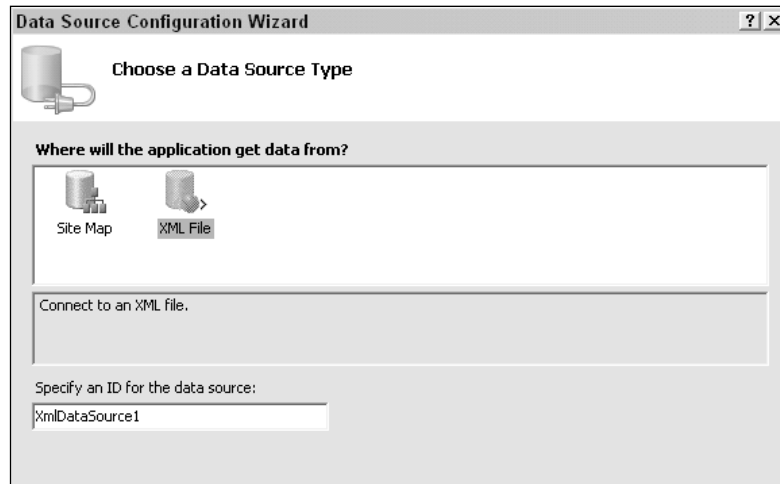 Data Source Configuration Wizard
Choose a Data Source Type
Where will the application get data from?
Site Map XML File
Connect to an XML file.
Specify an ID for the data source:
XmlDataSource1